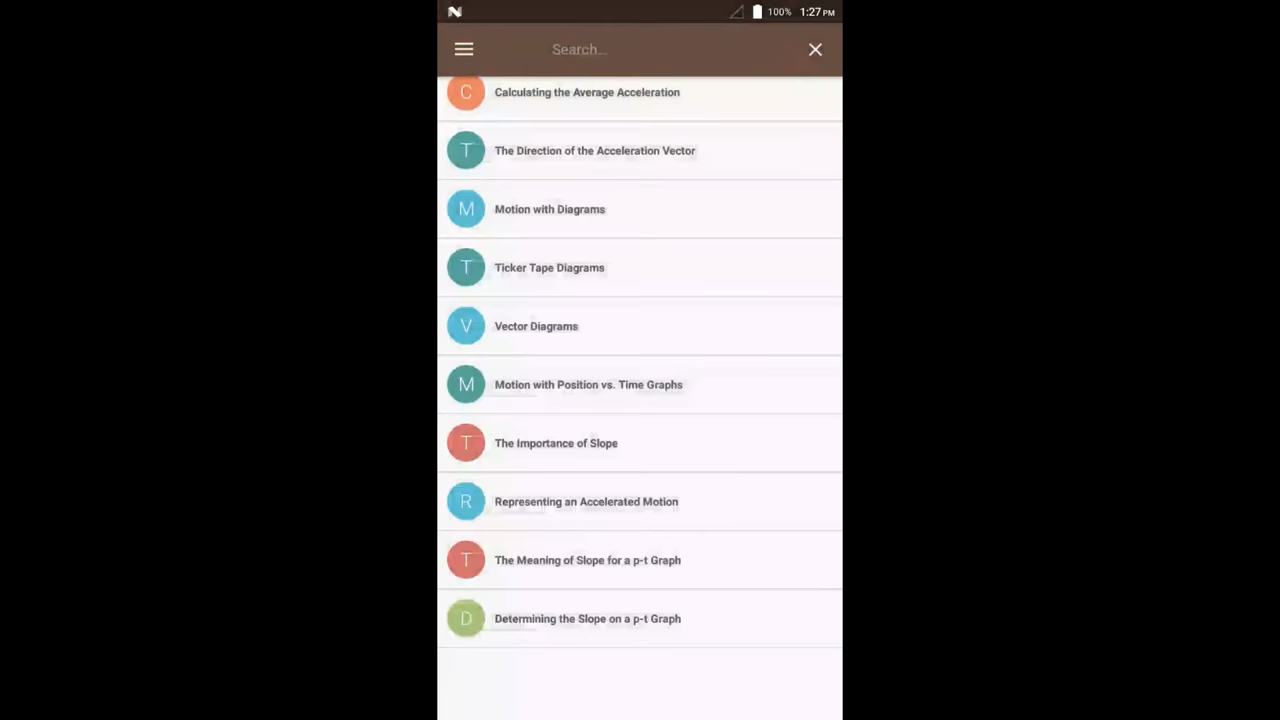 100% 1:27 PM
Search...
C Calculating the Average Acceleration
T The Direction of the Acceleration Vector
M Motion with Diagrams
T Ticker Tape Diagrams
V Vector Diagrams
M Motion with Position vs. Time Graphs
T The Importance of Slope
R Representing an Accelerated Motion
T The Meaning of Slope for a p-t Graph
D Determining the Slope on a p-t Graph